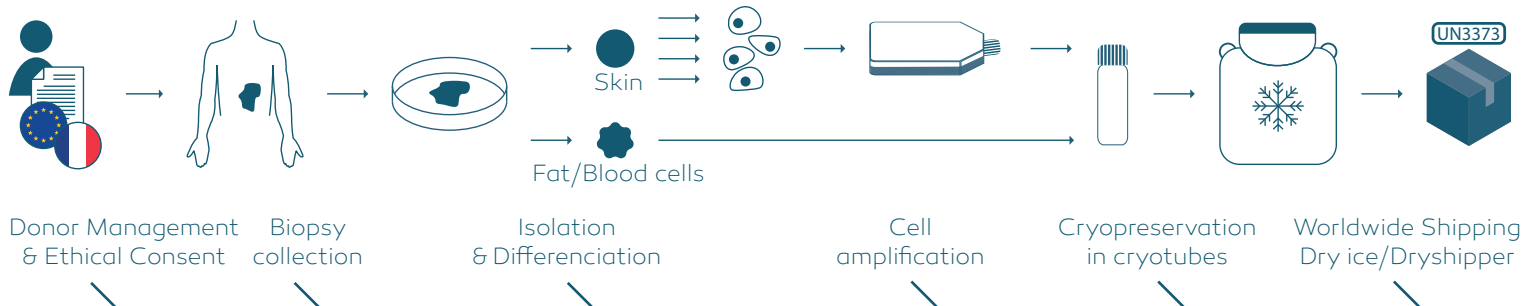 UN3373
Skin
Fat/Blood cells
Donor Management
& Ethical Consent
Biopsy
collection
Isolation
& Differenciation
Cell
amplification
Cryopreservation
in cryotubes
Worldwide Shipping
Dry ice/Dryshipper